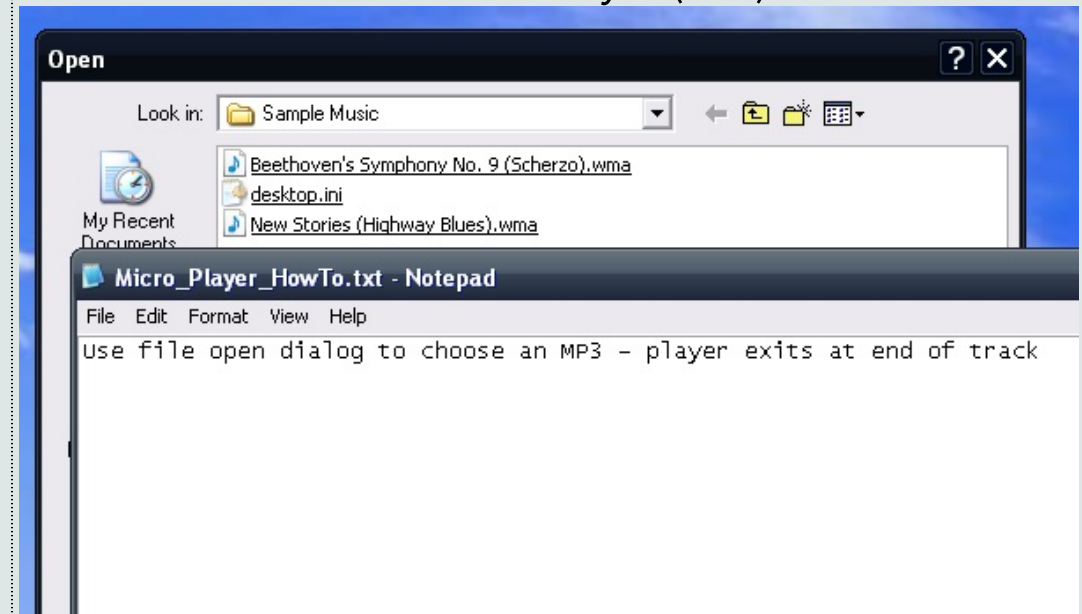 Open
Look in: Sample Music
Beethoven's Symphony No. 9 (Scherzo).wma
desktop.ini
New Stories (Highway Blues).wma
My Recent
Documents
Micro_Player_HowTo.txt - Notepad
File Edit Format View Help
Use file open dialog to choose an MP3 – player exits at end of track